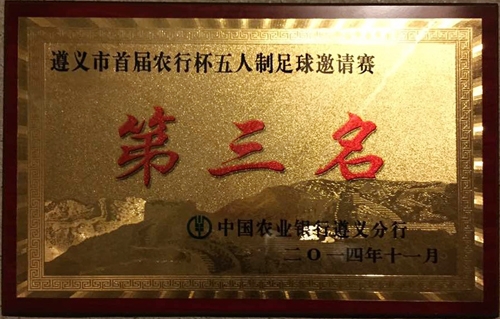 遵义市首届农行杯五人制足球邀请赛
第三名
中国农业银行遵义分行
二〇一四年十一月